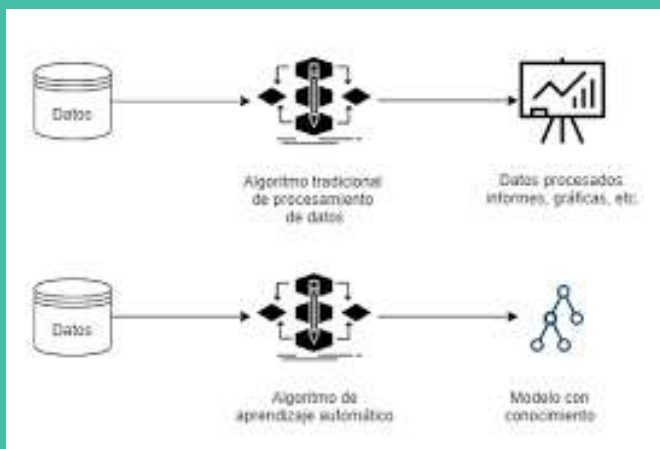 Datos
Algoritmo tradicional
de procesamiento
de datos
Datos procesados
informes, gráficas, etc.
Datos
Algoritmo de
aprendizaje automático
Modelo con
conocimiento